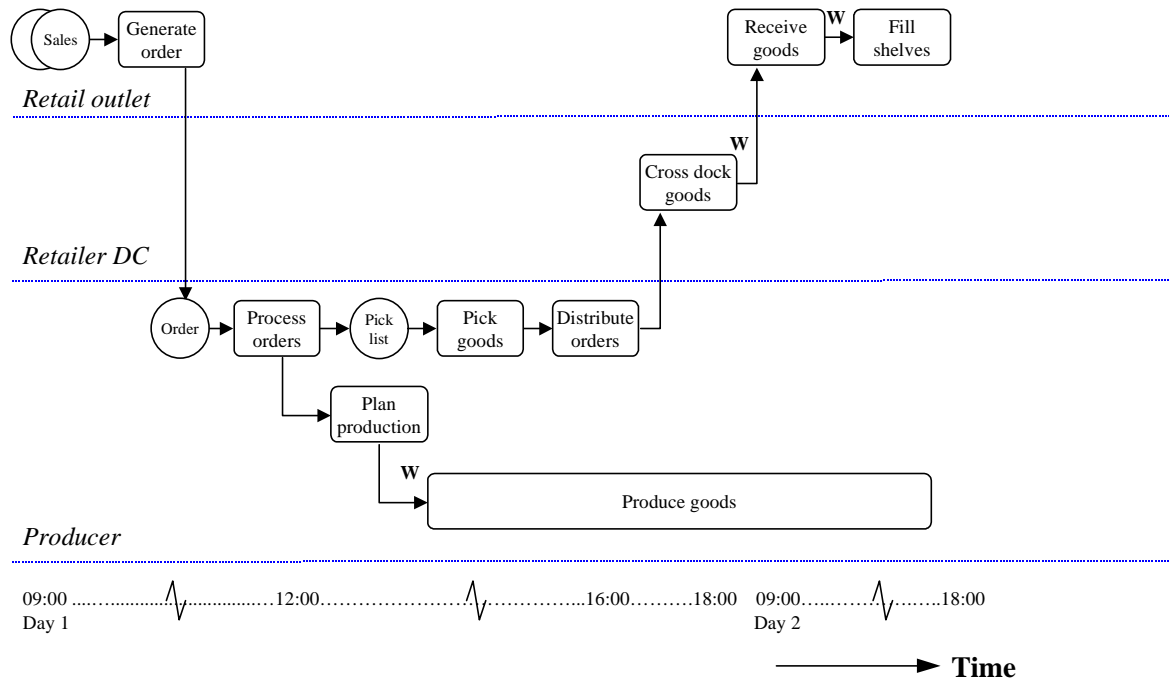 Sales
Generate
order
Receive
goods
W
Fill
shelves
Retail outlet
W
Cross dock
goods
Retailer DC
Order
Process
orders
Pick
list
Pick
goods
Distribute
orders
Plan
production
W
Produce goods
Producer
09:00 ....…..............................…12:00……………………………………..16:00……….18:00 09:00…..……..…..18:00
Day 1 Day 2
Time